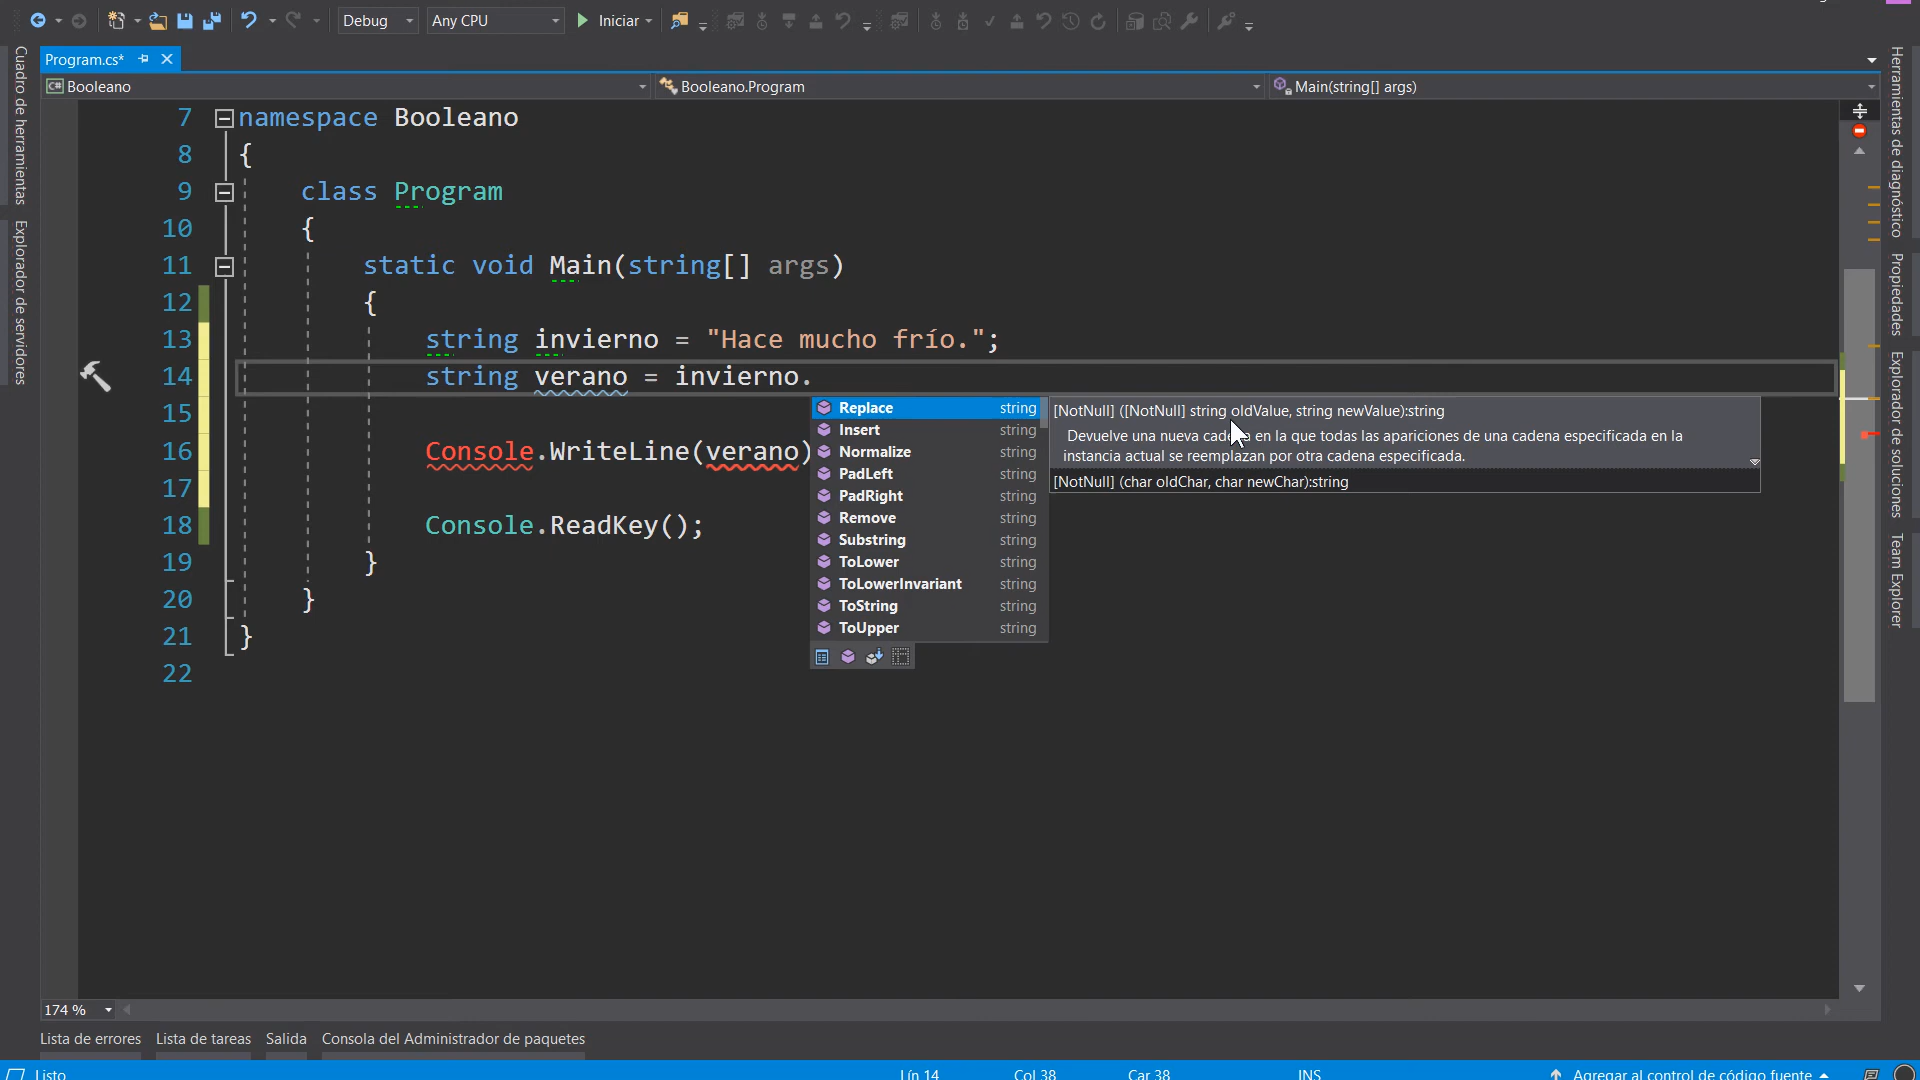 Debug Any CPU Iniciar
Program.cs*
Booleano Booleano.Program Main(string[] args)
Cuadro de herramientas
Explorador de servidores
7 namespace Booleano
8 {
9 class Program
10 {
11 static void Main(string[] args)
12 {
13 string invierno = "Hace mucho frío.";
14 string verano = invierno.
15
16 Console.WriteLine(verano)
17
18 Console.ReadKey();
19 }
20 }
21 }
22
Replace string
Insert string
Normalize string
PadLeft string
PadRight string
Remove string
Substring string
ToLower string
ToLowerInvariant string
ToString string
ToUpper string
[NotNull] ([NotNull] string oldValue, string newValue):string
Devuelve una nueva cadena en la que todas las apariciones de una cadena especificada en la
instancia actual se reemplazan por otra cadena especificada.
[NotNull] (char oldChar, char newChar):string
Herramientas de diagnóstico
Propiedades
Explorador de soluciones
Team Explorer
174 %
Lista de errores Lista de tareas Salida Consola del Administrador de paquetes
Listo Lín 14 Col 38 Car 38 INS Agregar al control de código fuente